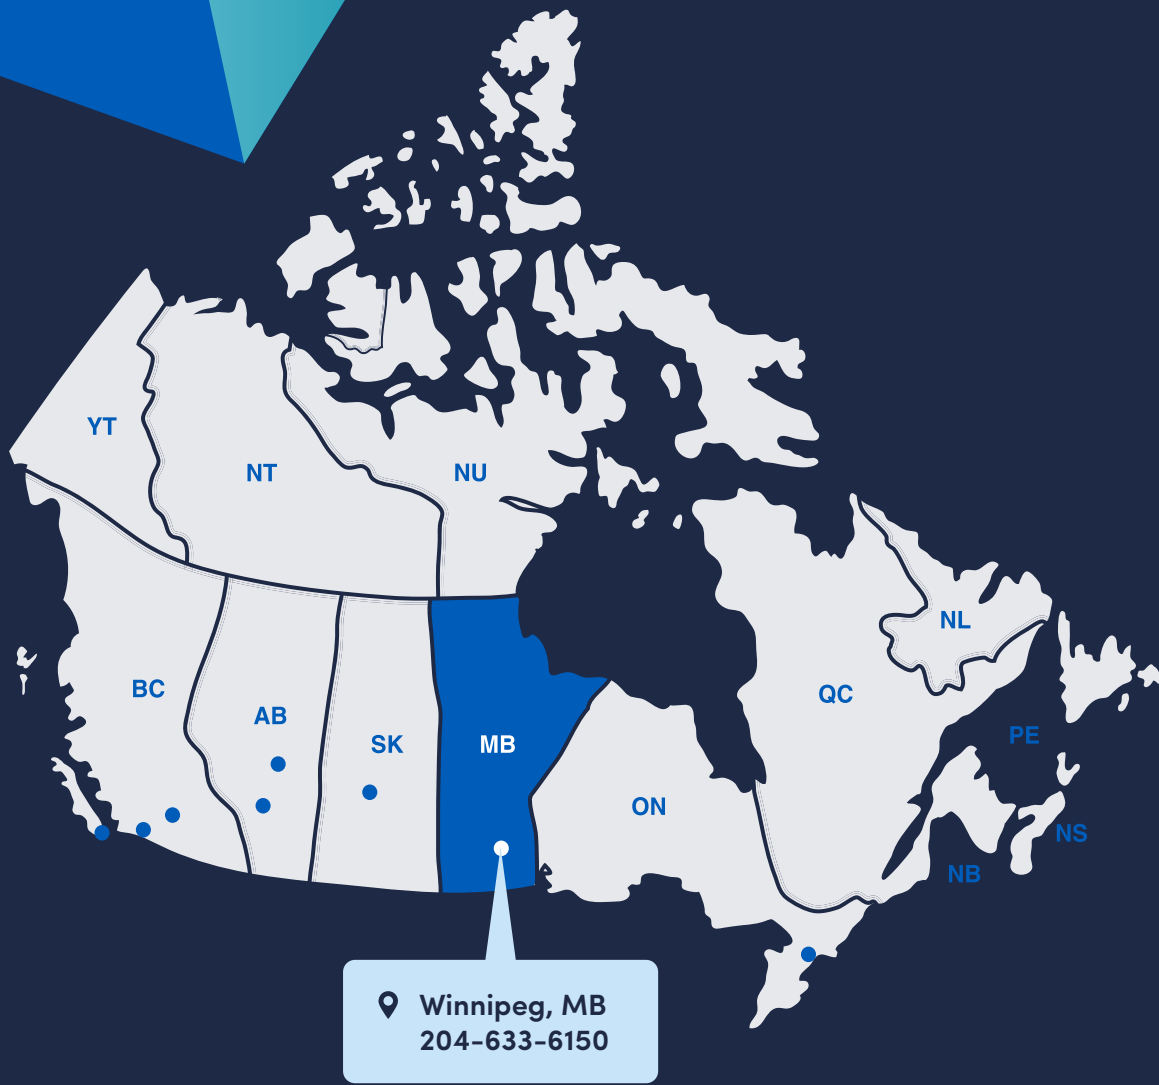 YT
NT
NU
NL
BC
QC
AB
PE
SK
MB
ON
NS
NB
Winnipeg, MB
204-633-6150